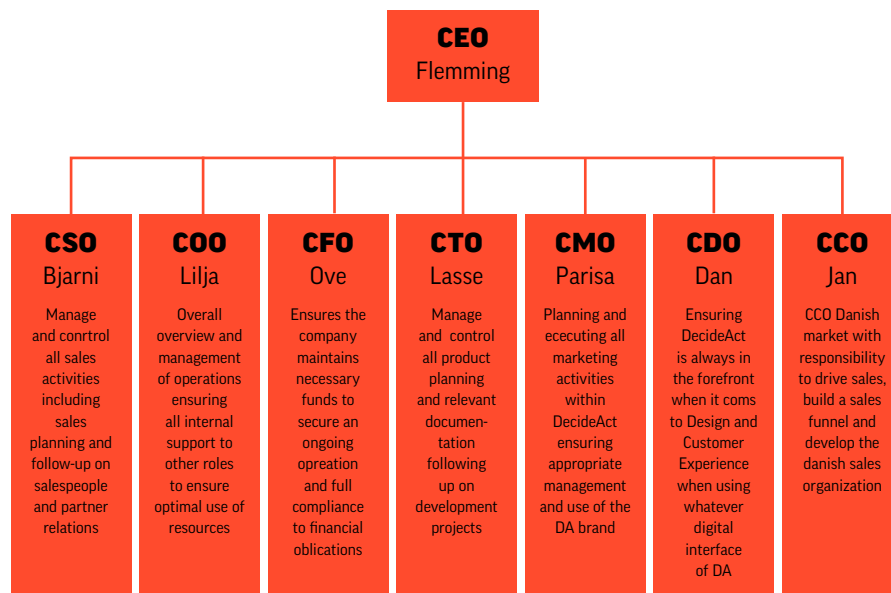 CEO
Flemming
CSO
Bjarni
Manage
and conrtrol
all sales
activities
including
sales
planning and
follow-up on
salespeople
and partner
relations
COO
Lilja
Overall
overview and
management
of operations
ensuring
all internal
support to
other roles
to ensure
optimal use of
resources
CFO
Ove
Ensures the
company
maintains
necessary
funds to
secure an
ongoing
opreation
and full
compliance
to financial
oblications
CTO
Lasse
Manage
and control
all product
planning
and relevant
documen-
tation
following
up on
development
projects
CMO
Parisa
Planning and
ececuting all
marketing
activities
within
DecideAct
ensuring
appropriate
management
and use of the
DA brand
CDO
Dan
Ensuring
DecideAct
is always in
the forefront
when it coms
to Design and
Customer
Experience
when using
whatever
digital
interface
of DA
CCO
Jan
CCO Danish
market with
responsibility
to drive sales,
build a sales
funnel and
develop the
danish sales
organization